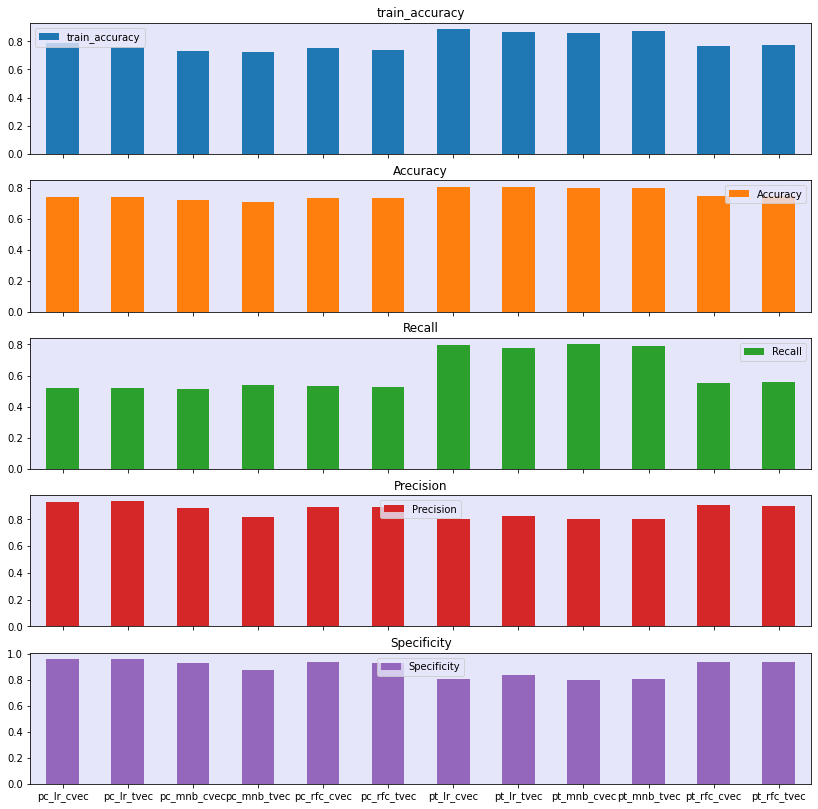 train_accuracy
train_accuracy
0.8
0.6
0.4
0.2
0.0
Accuracy
Accuracy
0.8
0.6
0.4
0.2
0.0
Recall
Recall
0.8
0.6
0.4
0.2
0.0
Precision
Precision
0.8
0.6
0.4
0.2
0.0
Specificity
Specificity
1.0
0.8
0.6
0.4
0.2
0.0
pc_lr_cvec pc_lr_tvec pc_mnb_cvec pc_mnb_tvec pc_rfc_cvec pc_rfc_tvec pt_lr_cvec pt_lr_tvec pt_mnb_cvec pt_mnb_tvec pt_rfc_cvec pt_rfc_tvec